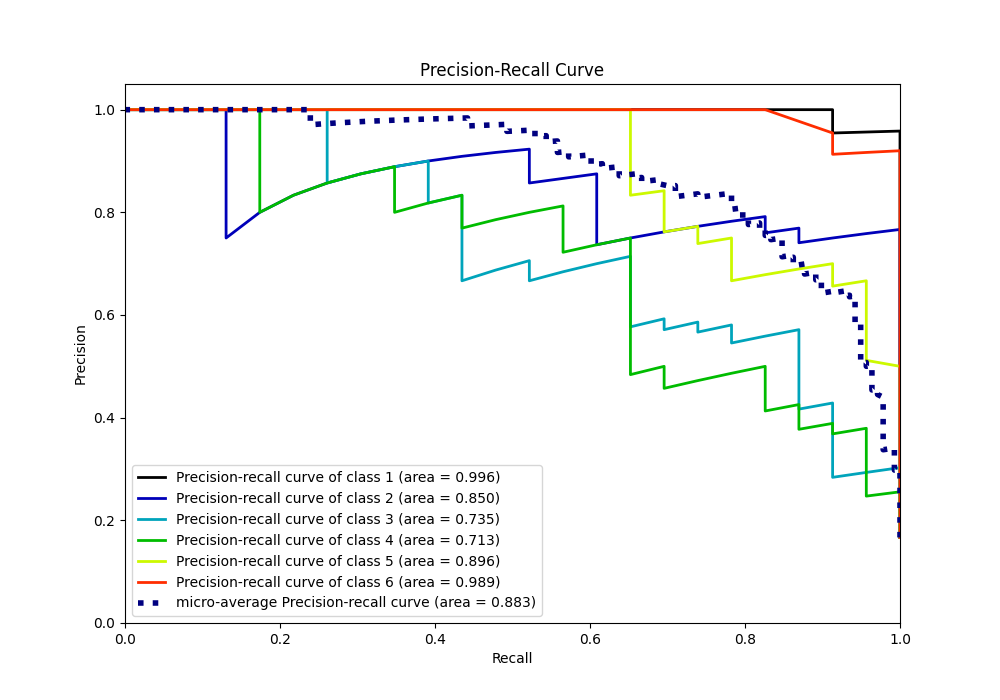 Precision-Recall Curve
1.0
0.8
0.6
0.4
0.2
0.0
Precision
Precision-recall curve of class 1 (area = 0.996)
Precision-recall curve of class 2 (area = 0.850)
Precision-recall curve of class 3 (area = 0.735)
Precision-recall curve of class 4 (area = 0.713)
Precision-recall curve of class 5 (area = 0.896)
Precision-recall curve of class 6 (area = 0.989)
micro-average Precision-recall curve (area = 0.883)
0.0 0.2 0.4 0.6 0.8 1.0
Recall